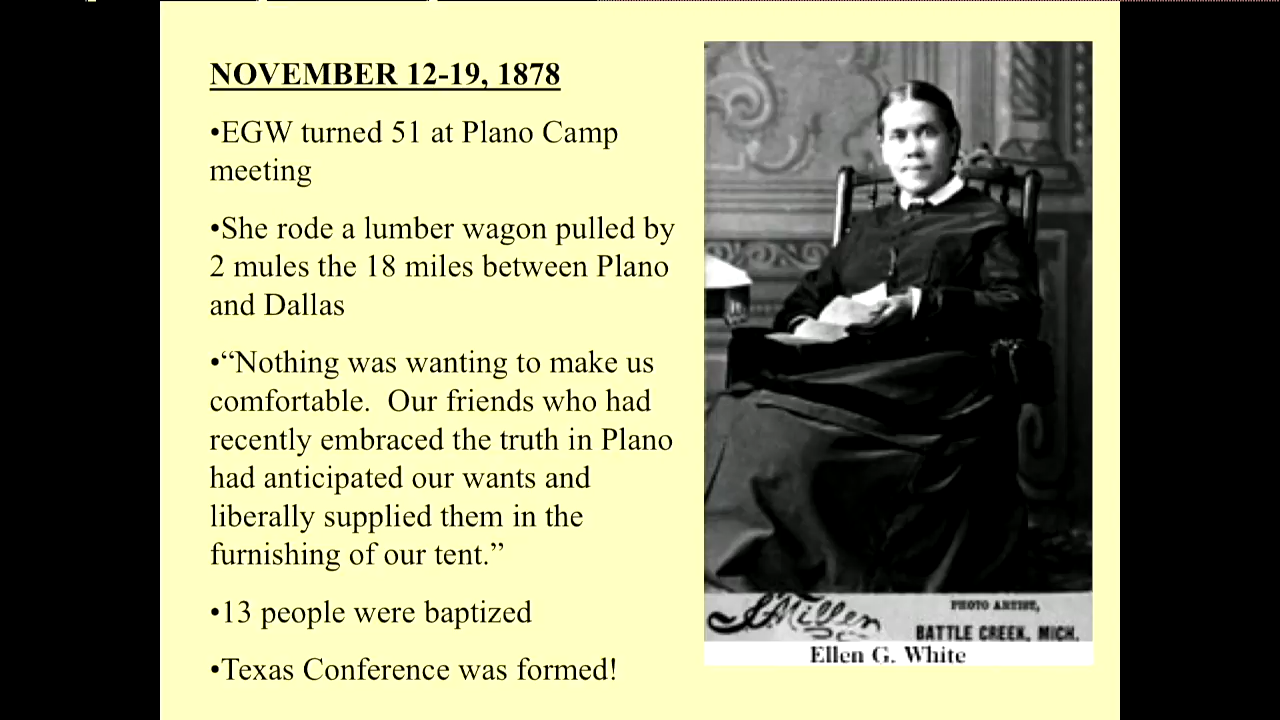 NOVEMBER 12-19, 1878
•EGW turned 51 at Plano Camp
meeting
•She rode a lumber wagon pulled by
2 mules the 18 miles between Plano
and Dallas
•“Nothing was wanting to make us
comfortable.  Our friends who had
recently embraced the truth in Plano
had anticipated our wants and
liberally supplied them in the
furnishing of our tent.”
•13 people were baptized
•Texas Conference was formed!
J. Millen
PHOTO ARTIST,
BATTLE CREEK, MICH.
Ellen G. White